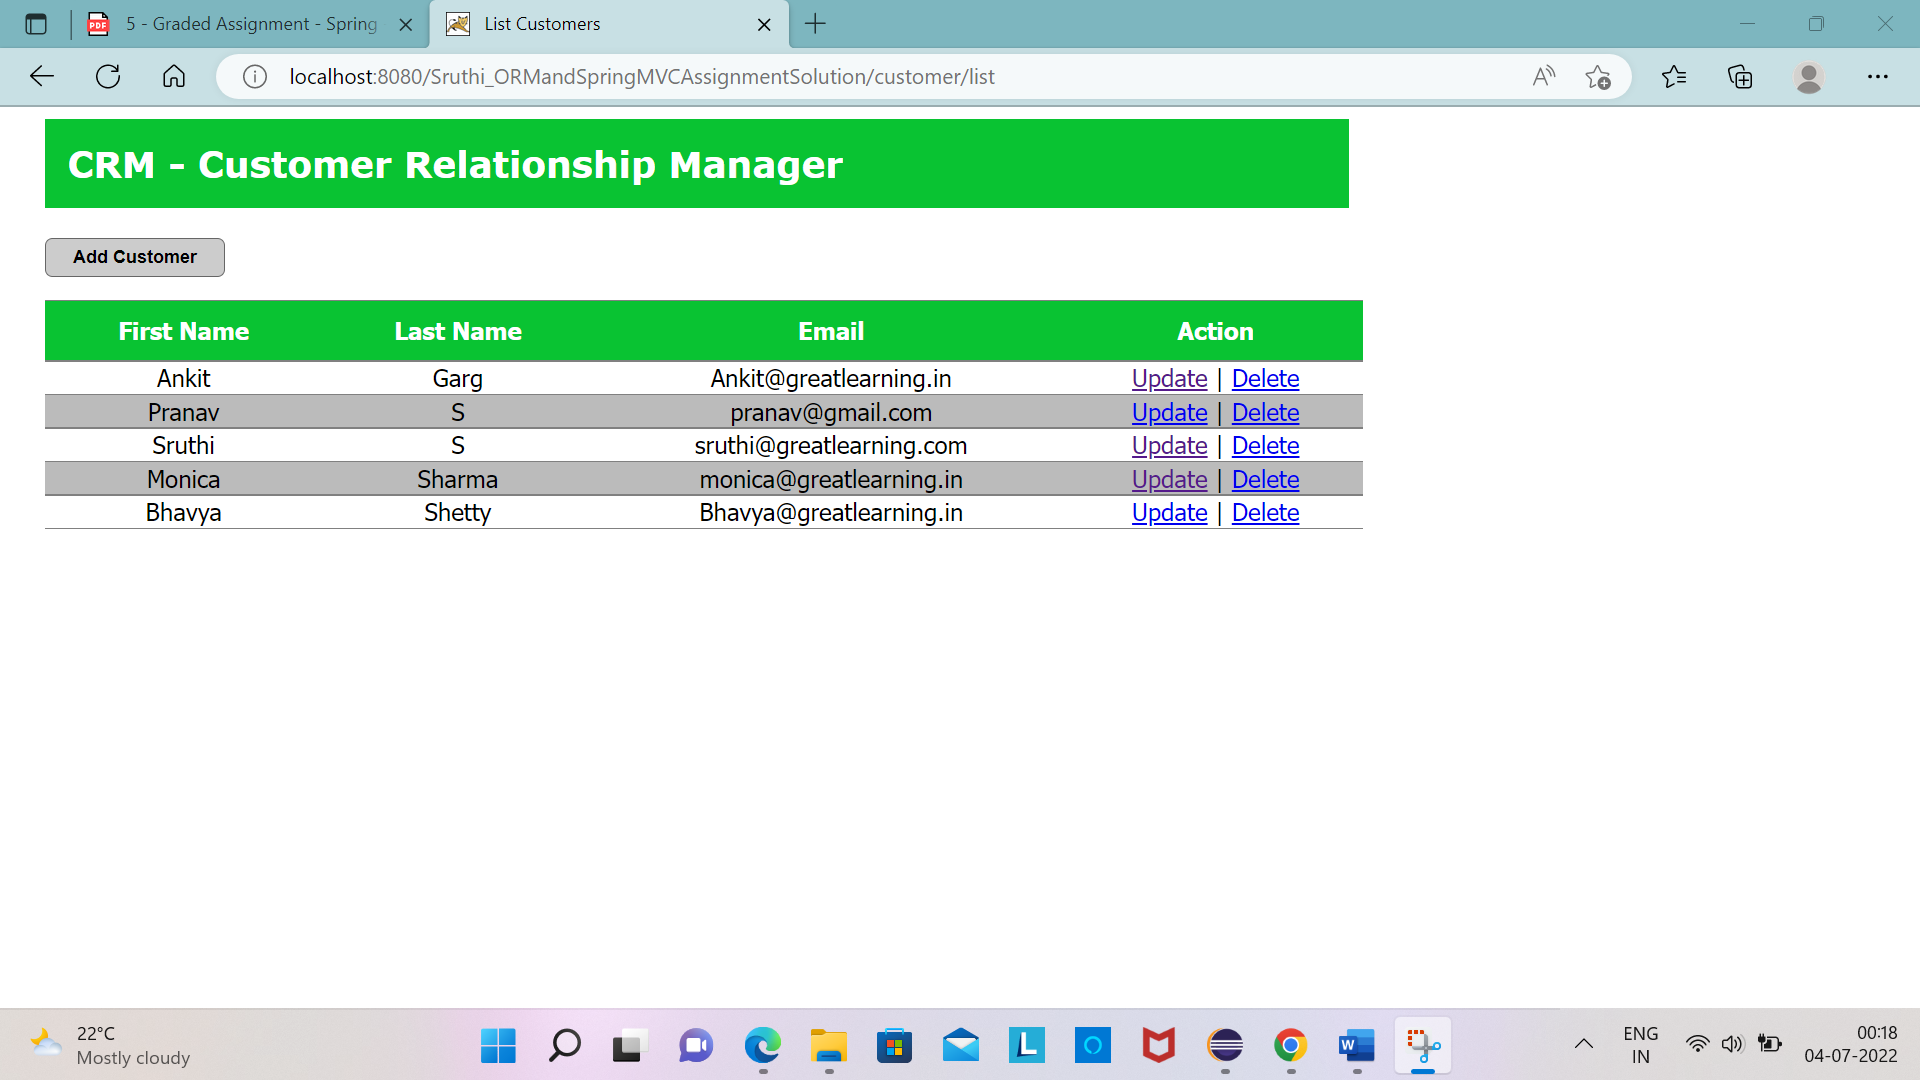 5 - Graded Assignment - Spring
List Customers
localhost:8080/Sruthi_ORMandSpringMVCAssignmentSolution/customer/list
CRM - Customer Relationship Manager
Add Customer
First Name Last Name Email Action
Ankit Garg Ankit@greatlearning.in Update | Delete
Pranav S pranav@gmail.com Update | Delete
Sruthi S sruthi@greatlearning.com Update | Delete
Monica Sharma monica@greatlearning.in Update | Delete
Bhavya Shetty Bhavya@greatlearning.in Update | Delete
22°C
Mostly cloudy
ENG
IN
00:18
04-07-2022